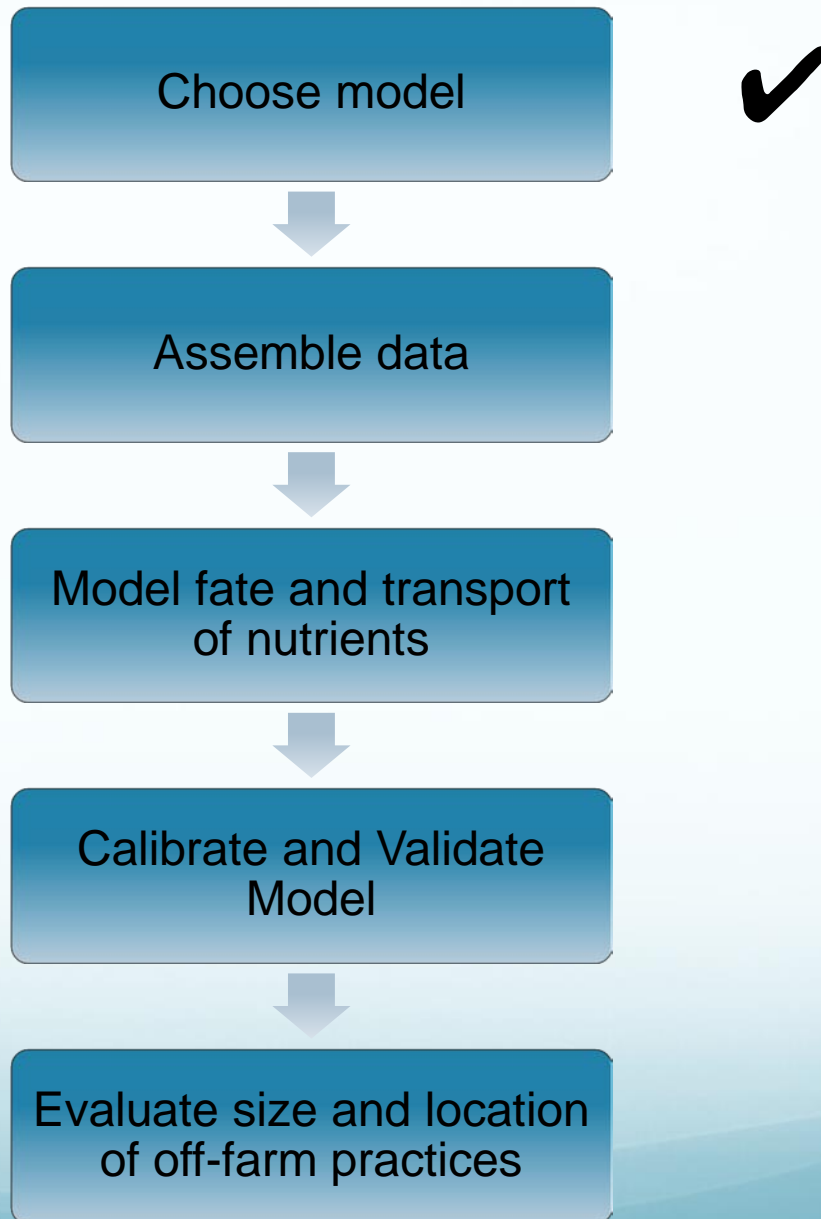 Choose model
Assemble data
Model fate and transport
of nutrients
Calibrate and Validate
Model
Evaluate size and location
of off-farm practices